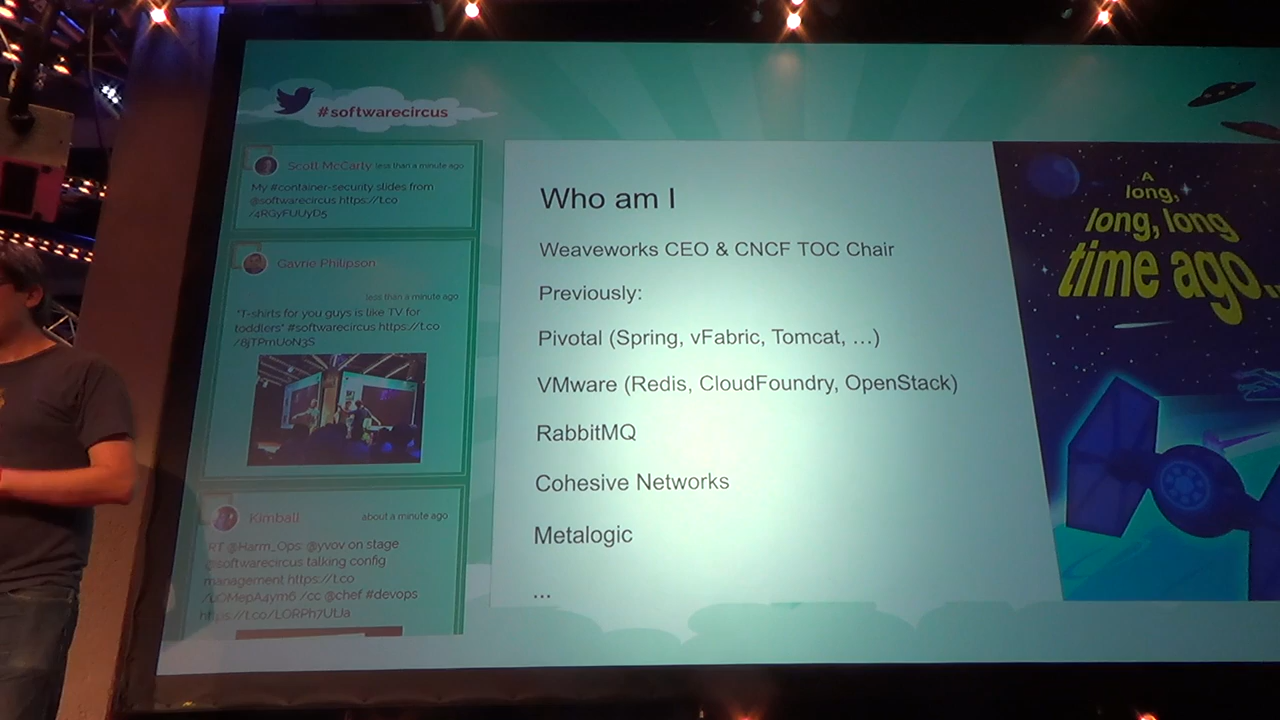 #softwarecircus
Scott McCarty less than a minute ago
My #container-security slides from
@softwarecircus https://t.co
/4RGyFUUyD5
Gavrie Philipson
less than a minute ago
"T-shirts for you guys is like TV for
toddlers" #softwarecircus https://t.co
/8jTPmUoN3S
Kimball about a minute ago
RT @Harm_Ops: @yvov on stage
@softwarecircus talking config
management https://t.co
/cc @chef #devops
https://t.co/LORPh7ULJa
Who am I
Weaveworks CEO & CNCF TOC Chair
Previously:
Pivotal (Spring, vFabric, Tomcat, …)
VMware (Redis, CloudFoundry, OpenStack)
RabbitMQ
Cohesive Networks
Metalogic
...
A
long,
long, long
time ago..